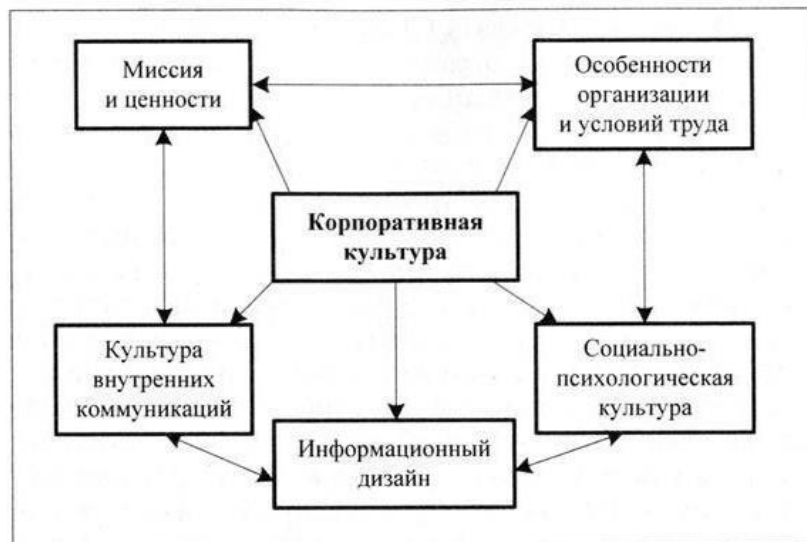 Миссия
и ценности
Особенности
организации
и условий труда
Корпоративная
культура
Культура
внутренних
коммуникаций
Социально-
психологическая
культура
Информационный
дизайн